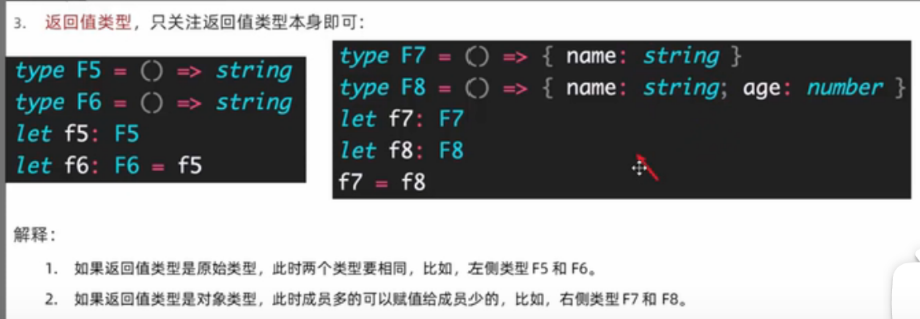 3. 返回值类型，只关注返回值类型本身即可：
type F5 = () => string
type F6 = () => string
let f5: F5
let f6: F6 = f5
type F7 = () => { name: string }
type F8 = () => { name: string; age: number }
let f7: F7
let f8: F8
f7 = f8
解释：
1. 如果返回值类型是原始类型，此时两个类型要相同，比如，左侧类型 F5 和 F6。
2. 如果返回值类型是对象类型，此时成员多的可以赋值给成员少的，比如，右侧类型 F7 和 F8。